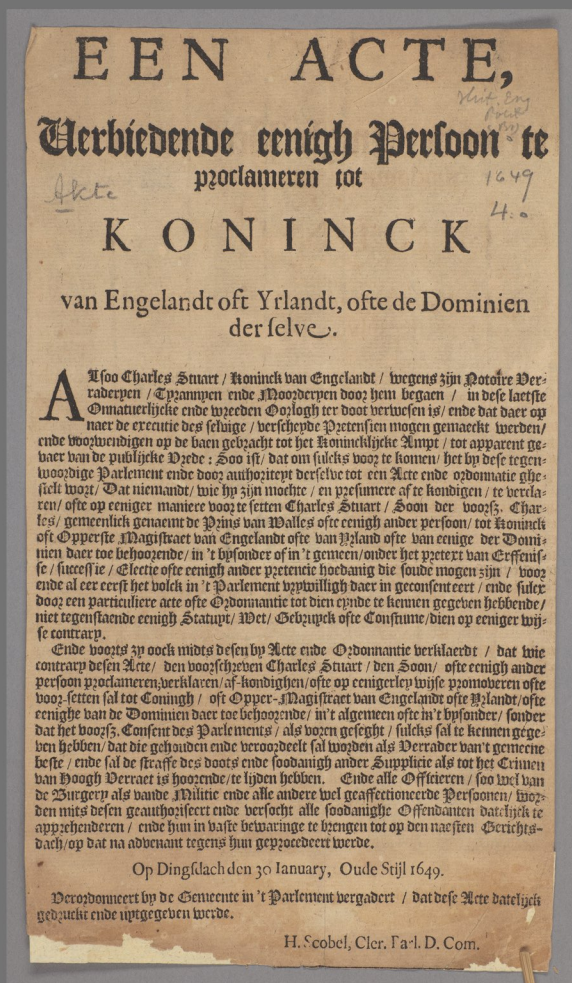 EEN ACTE,
Verbiedende eenigh Persoon te
proclameren tot
1649
Akte
4:o
KONINCK
van Engelandt oft Yrlandt, ofte de Dominien
der selve.
ALsoo Charles Stuart / Koninck van Engelandt / wegens zijn Notoire Ver-
raderyen / Tyrannyen ende Moorderyen door hem begaen / in dese laetste
Onnatuerlijcke ende wreeden Oorlogh ter doot verwesen is / ende dat daer op
naer de executie des selvige / verscheyde Pretensien mogen gemaeckt werden /
ende voorwendigen op de baen gebracht tot het Konincklijcke Ampt / tot apparent ge-
vaer van de publijcke Vrede : Soo ist / dat om sulcks voor te komen / het by dese tegen-
woordige Parlement ende door authoriteyt derselve tot een Acte ende ordonnatie ghe-
stelt wort / Dat niemandt / wie hy zijn mochte / en presumere af te kondigen / te verkla-
ren / ofte op eeniger maniere voor te setten Charles Stuart / Soon der voorsz. Char-
les / gemeenlick genaemt de Prins van Walles ofte eenigh ander persoon / tot Koninck
oft Opperste Magistraet van Engelandt ofte van Yrland ofte van eenige der Domi-
nien daer toe behoorende / in 't bysonder of in 't gemeen / onder het pretext van Erffenis-
se / successie / Electie ofte eenigh ander pretencie hoedanig die soude mogen zijn / voor
ende al eer eerst het volck in 't Parlement vrywilligh daer in geconsenteert / ende sulcx
door een particuliere acte ofte Ordonnantie tot dien eynde te kennen gegeven hebbende /
niet tegenstaende eenigh Statuyt / Wet / Gebruyck ofte Constume / dien op eeniger wij-
se contrary.
Ende voorts zy oock midts desen by Acte ende Ordonnantie verklaerdt / dat wie
contrary desen Acte / den voorschreven Charles Stuart / den Soon / ofte eenigh ander
persoon proclameren, verklaren / af-kondighen / ofte op eenigerley wijse promoveren ofte
voor-setten sal tot Coningh / oft Opper-Magistraet van Engelandt ofte Yrlandt / ofte
eenighe van de Dominien daer toe behoorende / in't algemeen ofte in't bysonder / sonder
dat het voorsz. Consent des Parlements / als voren geseght / sulcks sal te kennen gege-
ven hebben / dat die gehouden ende veroordeelt sal worden als Verrader van't gemeene
beste / ende sal de straffe des doots ende soodanigh ander Supplicie als tot het Crimen
van Hoogh Verraet is hoorende / te lijden hebben. Ende alle Officieren / soo wel van
de Burgery als vande Militie ende alle andere wel geaffectioneerde Persoonen / wor-
den mits desen geauthoriseert ende versocht alle soodanighe Offendanten datelijck te
apprehenderen / ende hun in vaste bewaringe te brengen tot op den naesten Gerichts-
dach / op dat na advenant tegens hun geprocedeert werde.
Op Dingsdach den 30 Ianuary, Oude Stijl 1649.
Verordonneert by de Gemeente in 't Parlement vergadert / dat dese Acte datelijck
gedruckt ende uytgegeven werde.
H. Scobel, Cler. Parl. D. Com.